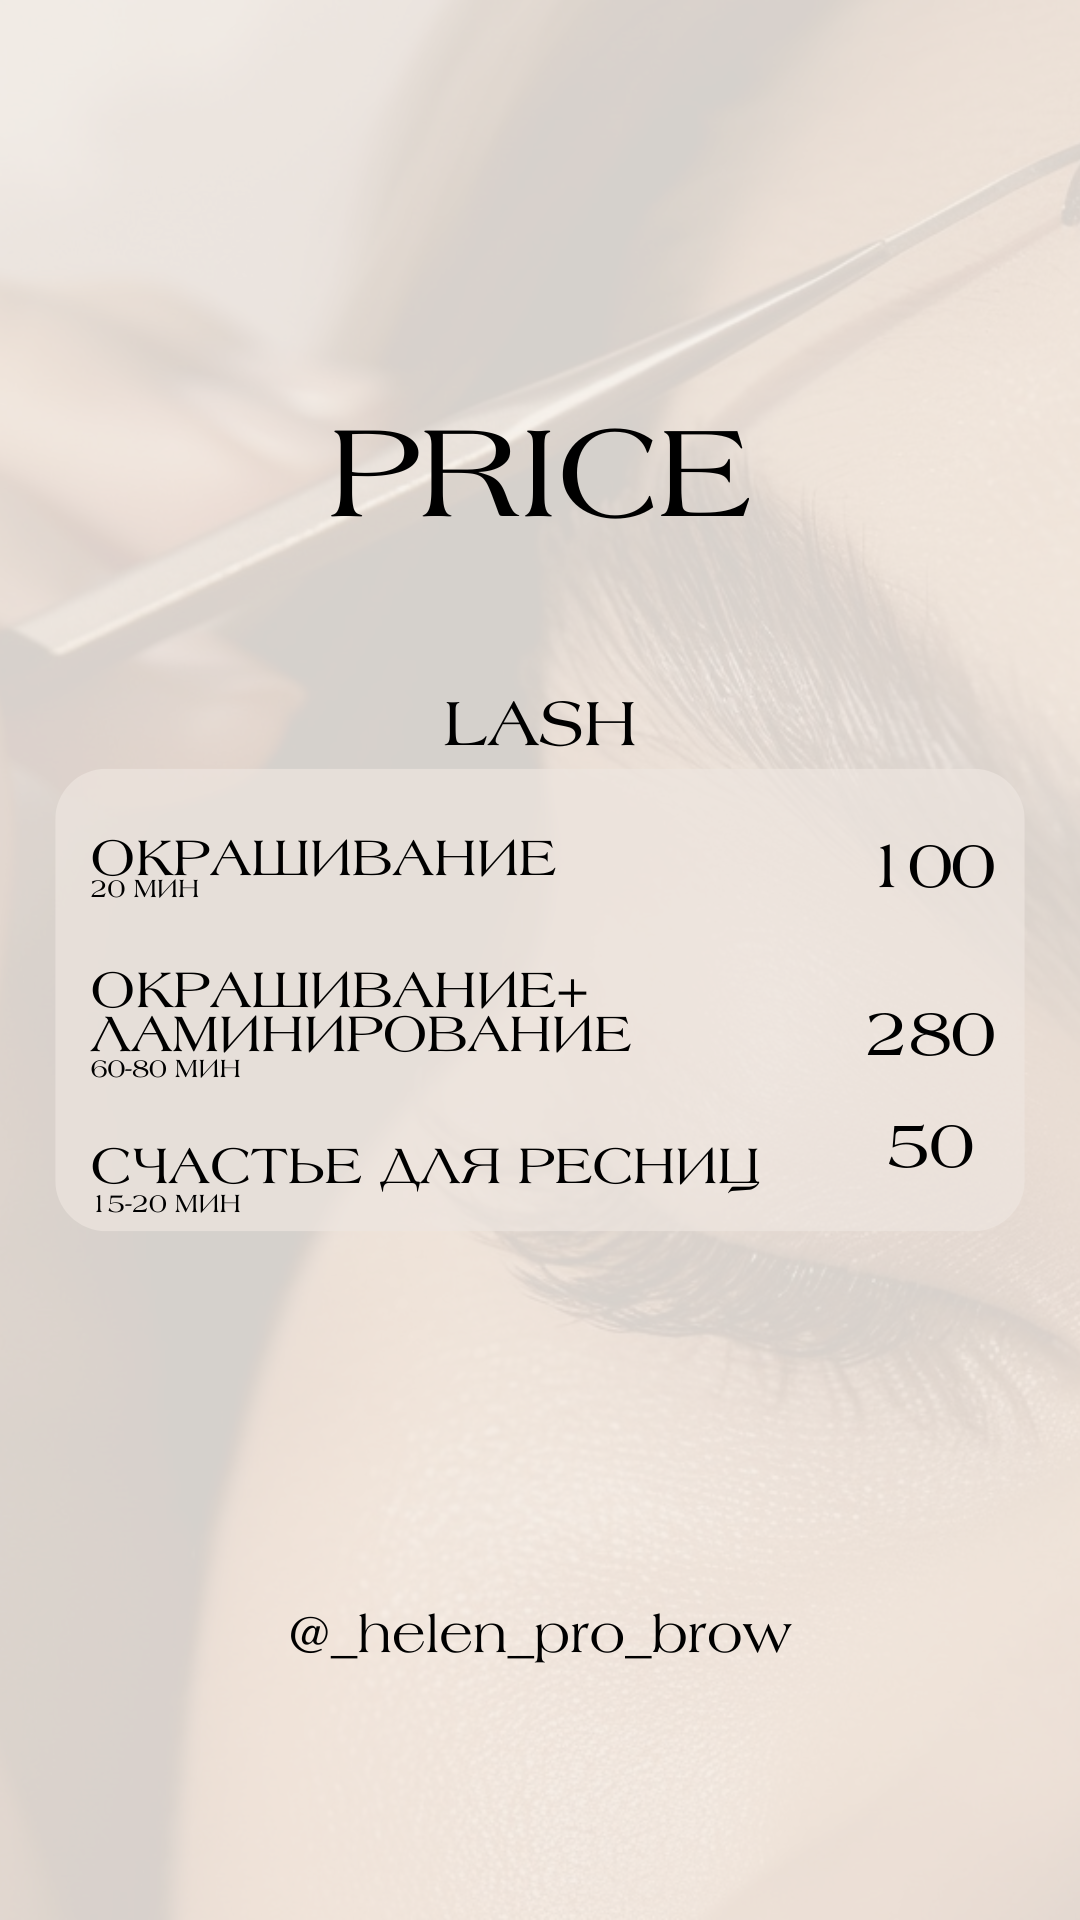 PRICE
LASH
ОКРАШИВАНИЕ
20 МИН
100
ОКРАШИВАНИЕ+
ЛАМИНИРОВАНИЕ
60-80 МИН
280
СЧАСТЬЕ ДЛЯ РЕСНИЦ
15-20 МИН
50
@_helen_pro_brow